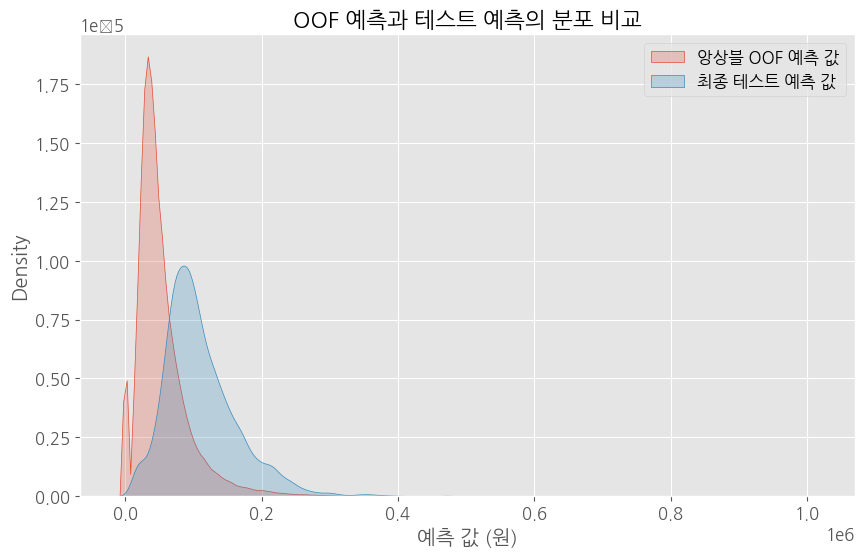 OOF 예측과 테스트 예측의 분포 비교
1e▯5
앙상블 OOF 예측 값
최종 테스트 예측 값
1.75
1.50
1.25
1.00
0.75
0.50
0.25
0.00
Density
0.0 0.2 0.4 0.6 0.8 1.0
1e6
예측 값 (원)